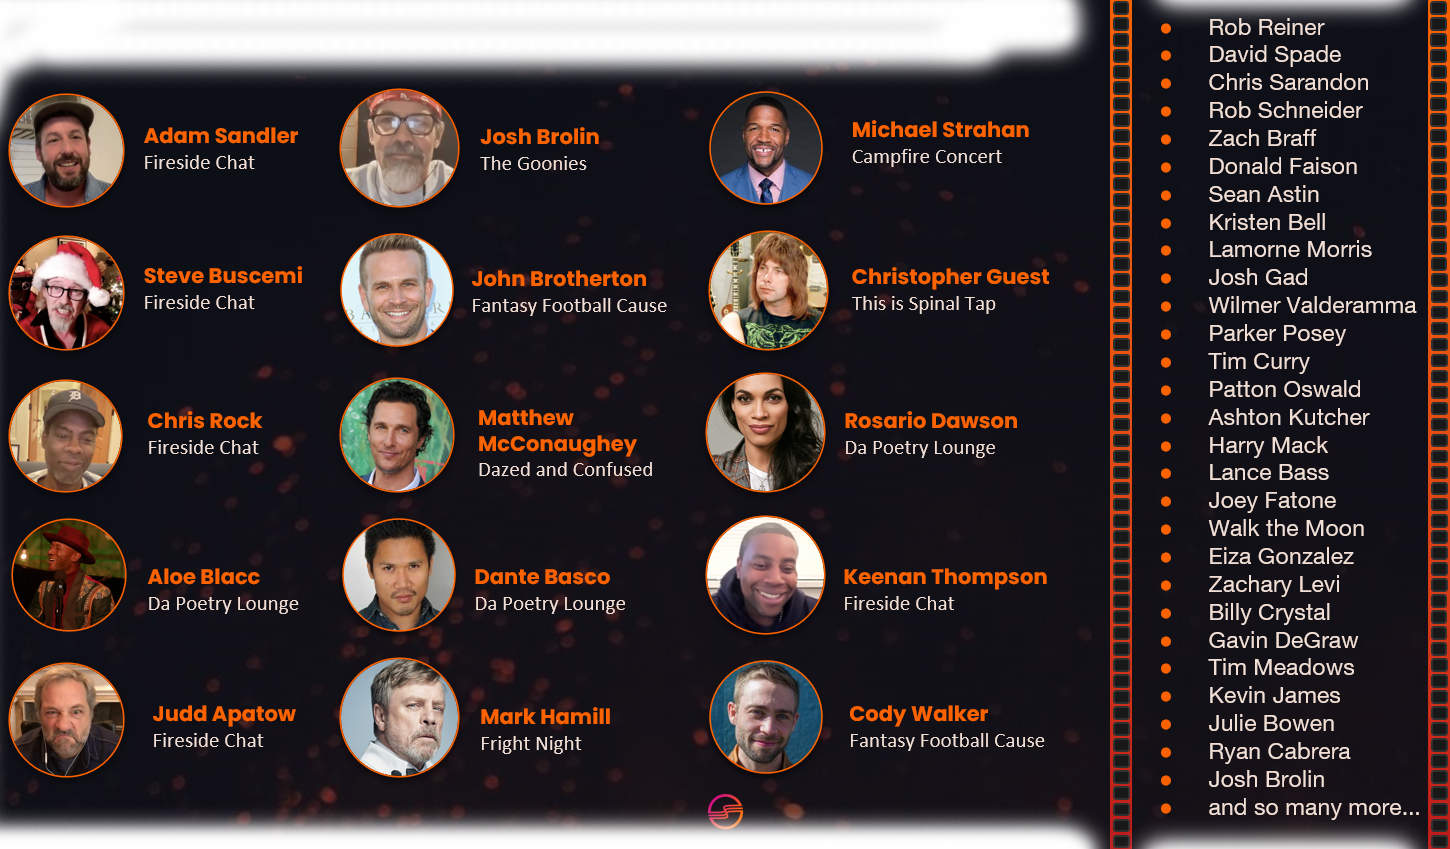 Adam Sandler
Fireside Chat
Josh Brolin
The Goonies
Michael Strahan
Campfire Concert
Steve Buscemi
Fireside Chat
John Brotherton
Fantasy Football Cause
Christopher Guest
This is Spinal Tap
Chris Rock
Fireside Chat
Matthew
McConaughey
Dazed and Confused
Rosario Dawson
Da Poetry Lounge
Aloe Blacc
Da Poetry Lounge
Dante Basco
Da Poetry Lounge
Keenan Thompson
Fireside Chat
Judd Apatow
Fireside Chat
Mark Hamill
Fright Night
Cody Walker
Fantasy Football Cause
Rob Reiner
David Spade
Chris Sarandon
Rob Schneider
Zach Braff
Donald Faison
Sean Astin
Kristen Bell
Lamorne Morris
Josh Gad
Wilmer Valderamma
Parker Posey
Tim Curry
Patton Oswald
Ashton Kutcher
Harry Mack
Lance Bass
Joey Fatone
Walk the Moon
Eiza Gonzalez
Zachary Levi
Billy Crystal
Gavin DeGraw
Tim Meadows
Kevin James
Julie Bowen
Ryan Cabrera
Josh Brolin
and so many more...